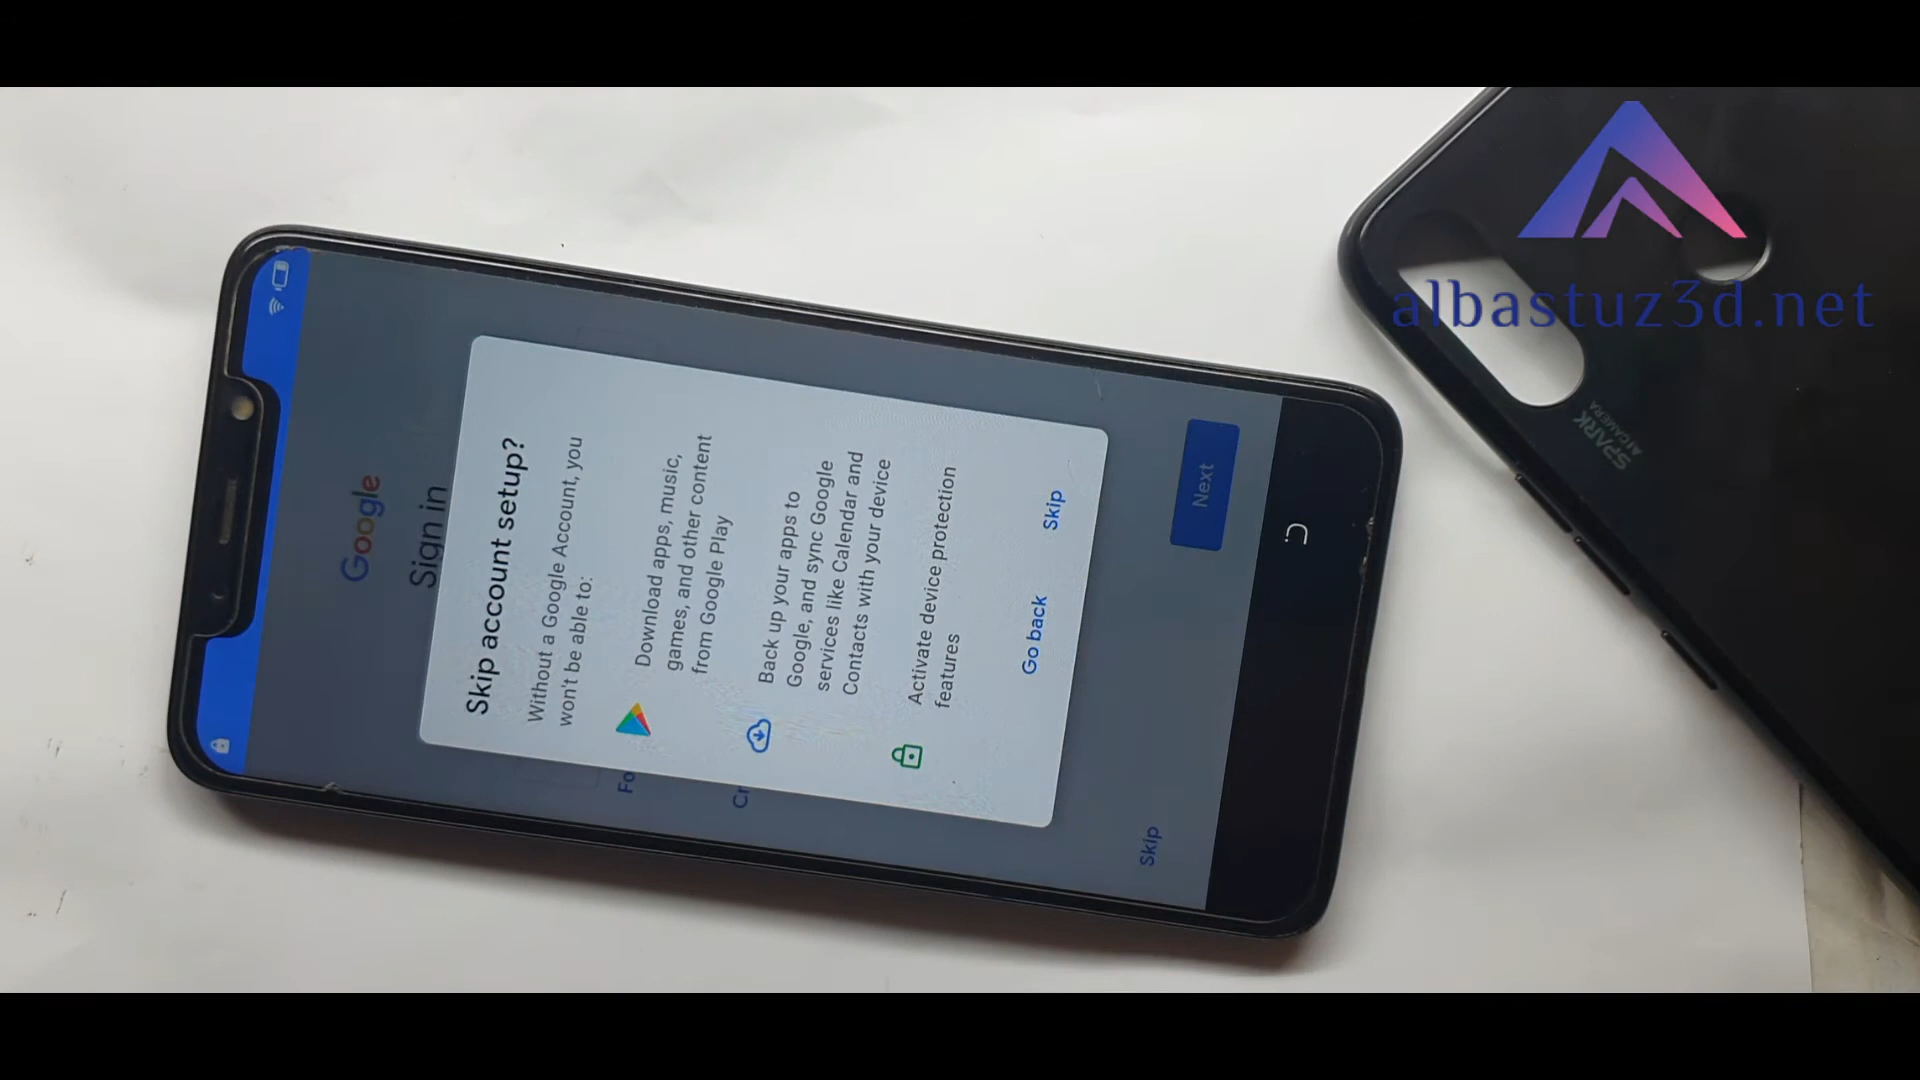 Google
Sign in
Skip account setup?
Without a Google Account, you
won't be able to:
Download apps, music,
games, and other content
from Google Play
Back up your apps to
Google, and sync Google
services like Calendar and
Contacts with your device
Activate device protection
features
Go back
Skip
Fo
Cr
Skip
Next
albastuz3d.net
SPARK
AI CAMERA